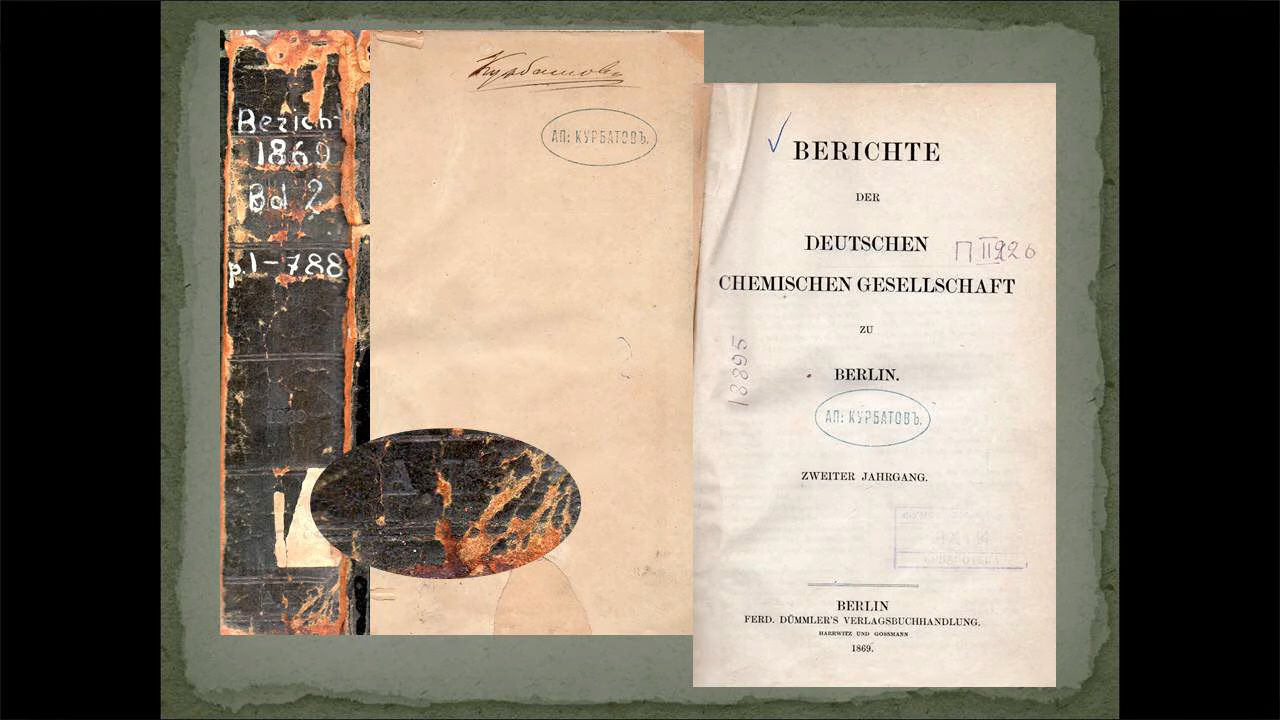 Berich
1869
Bd 2
p. 1-788
Курбатовъ
АП: КУРБАТОВЪ.
BERICHTE
DER
DEUTSCHEN
П II 226
CHEMISCHEN GESELLSCHAFT
ZU
18895
BERLIN.
АП: КУРБАТОВЪ.
ZWEITER JAHRGANG.
BERLIN
FERD. DÜMMLER'S VERLAGSBUCHHANDLUNG.
HARRWITZ UND GOSSMANN
1869.